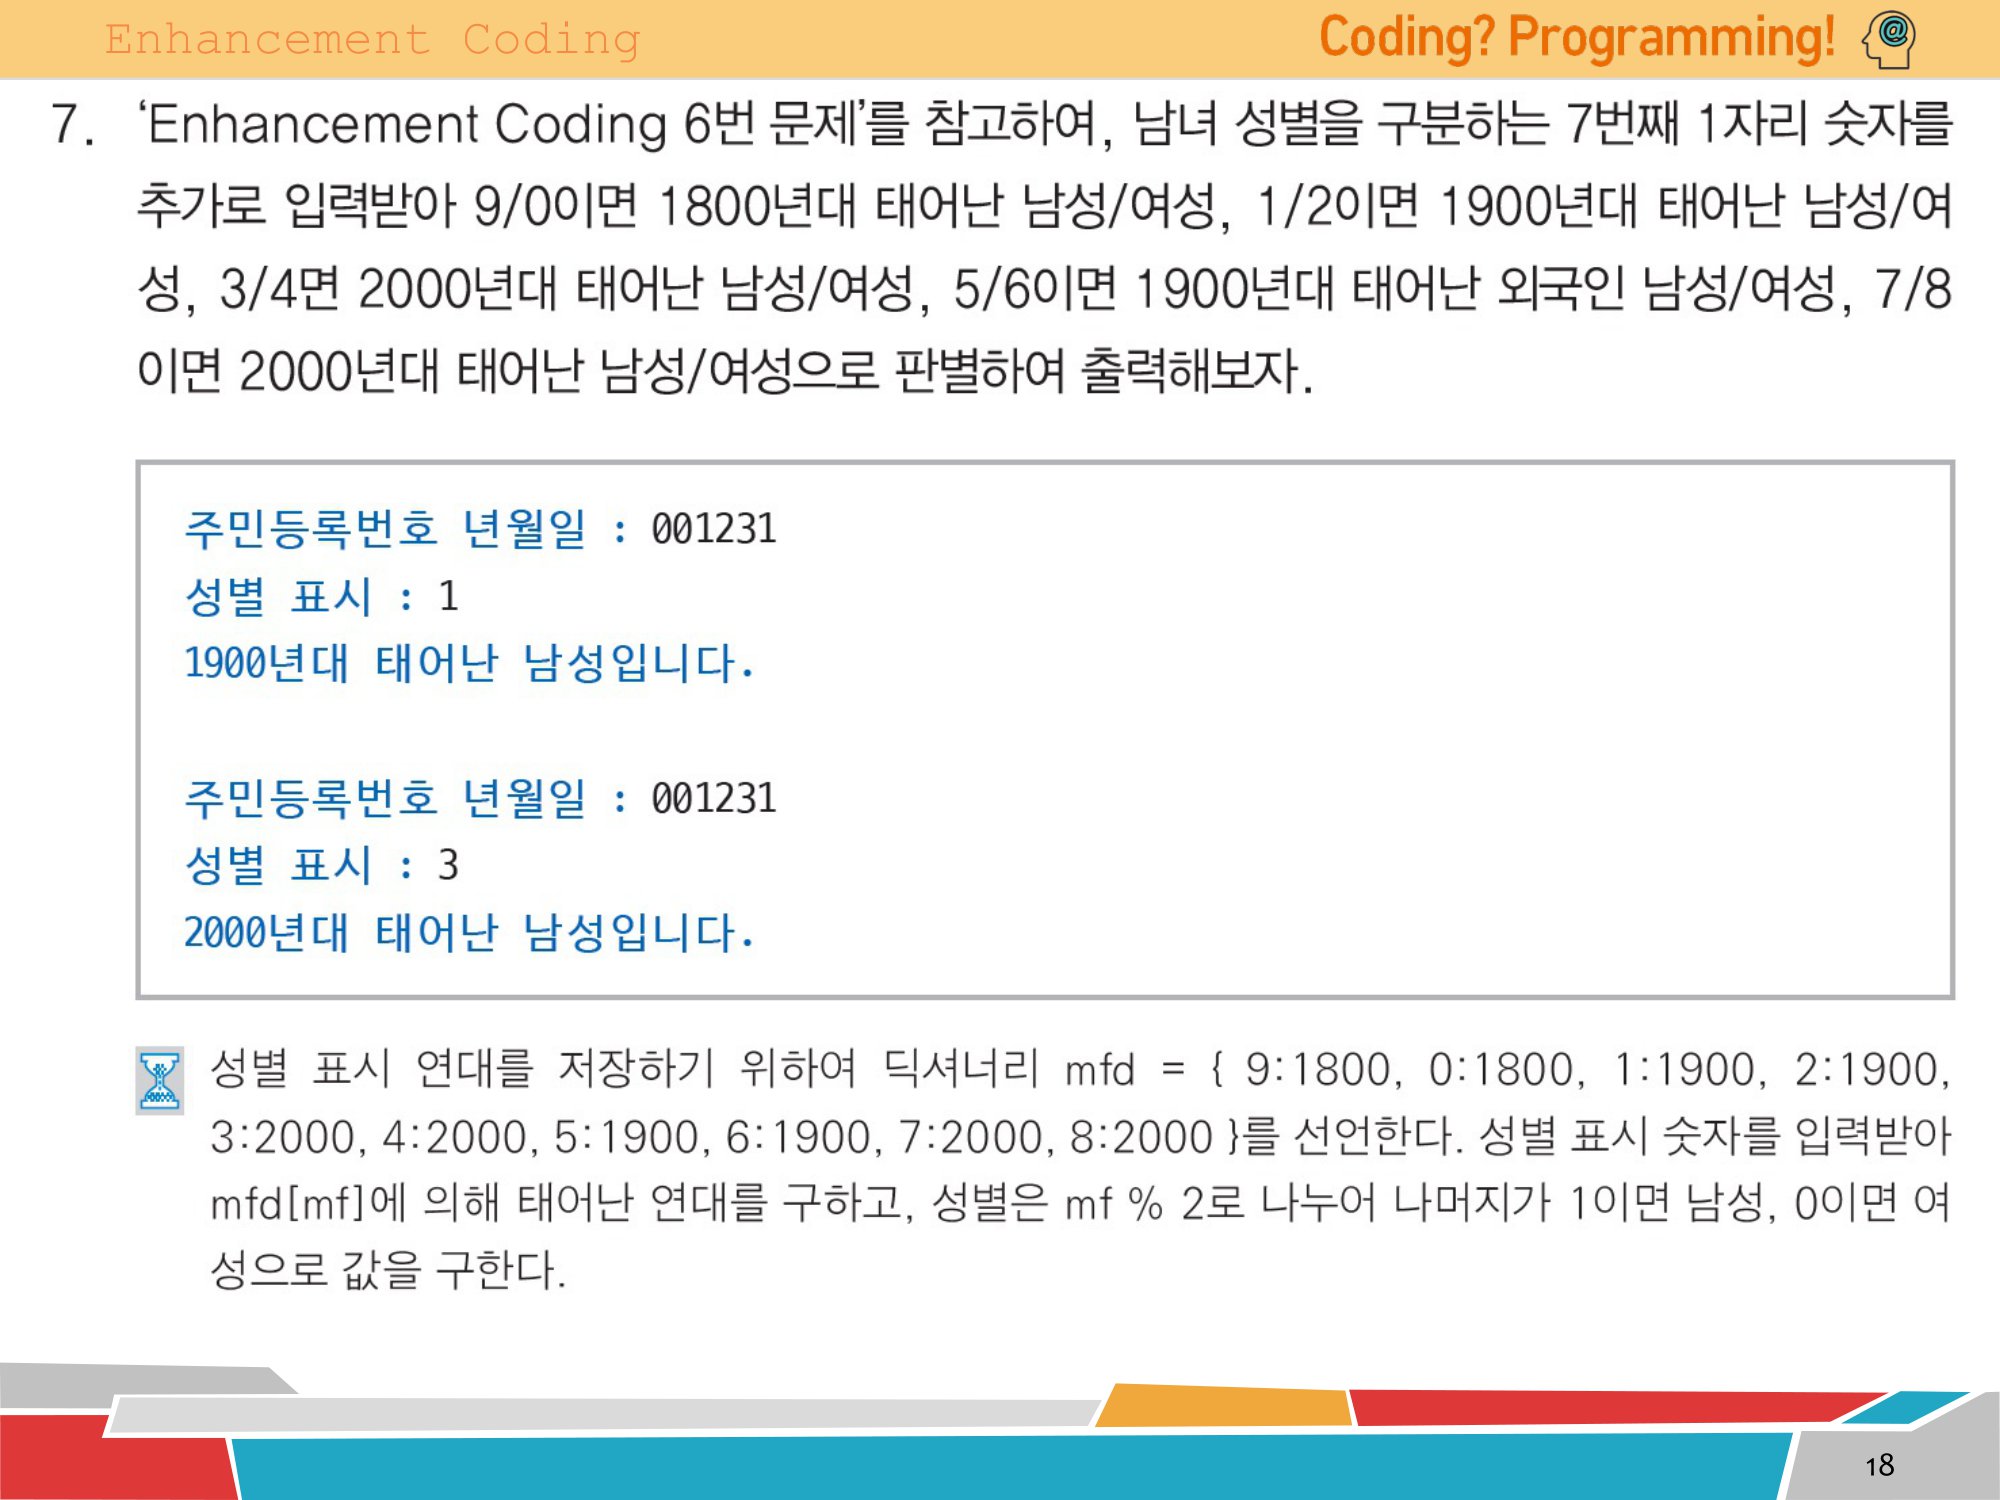 Enhancement Coding
Coding? Programming!
7. ‘Enhancement Coding 6번 문제’를 참고하여, 남녀 성별을 구분하는 7번째 1자리 숫자를
추가로 입력받아 9/0이면 1800년대 태어난 남성/여성, 1/2이면 1900년대 태어난 남성/여
성, 3/4면 2000년대 태어난 남성/여성, 5/6이면 1900년대 태어난 외국인 남성/여성, 7/8
이면 2000년대 태어난 남성/여성으로 판별하여 출력해보자.
주민등록번호 년월일 : 001231
성별 표시 : 1
1900년대 태어난 남성입니다.
주민등록번호 년월일 : 001231
성별 표시 : 3
2000년대 태어난 남성입니다.
성별 표시 연대를 저장하기 위하여 딕셔너리 mfd = { 9:1800, 0:1800, 1:1900, 2:1900,
3:2000, 4:2000, 5:1900, 6:1900, 7:2000, 8:2000 }를 선언한다. 성별 표시 숫자를 입력받아
mfd[mf]에 의해 태어난 연대를 구하고, 성별은 mf % 2로 나누어 나머지가 1이면 남성, 0이면 여
성으로 값을 구한다.
18